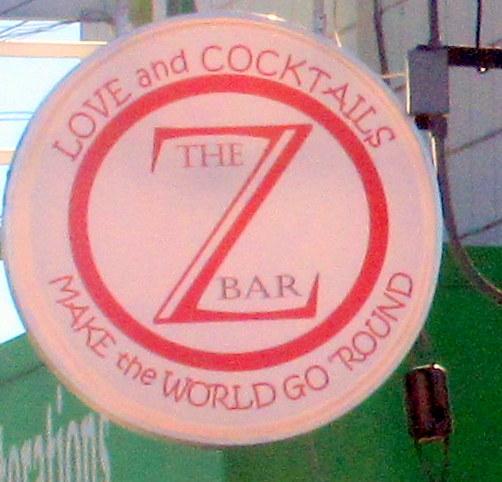 LOVE and COCKTAILS
THE
Z
BAR
MAKE the WORLD GO 'ROUND